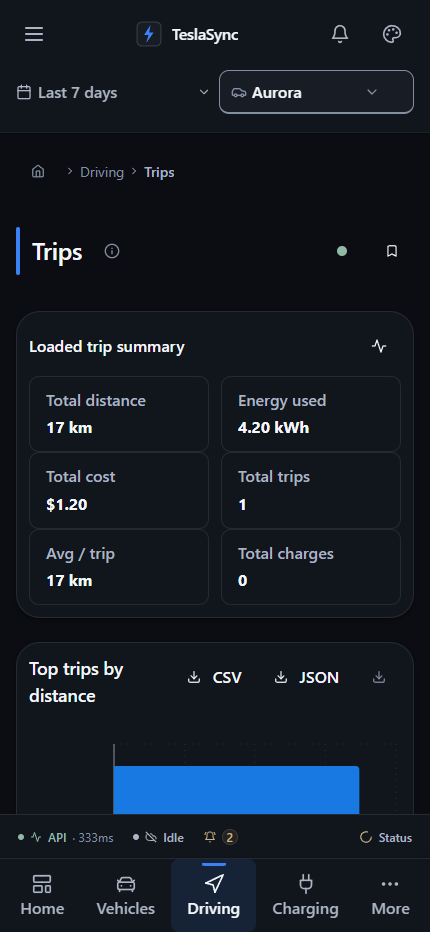 TeslaSync
Last 7 days
Aurora
Driving
Trips
Trips
Loaded trip summary
Total distance
17 km
Energy used
4.20 kWh
Total cost
$1.20
Total trips
1
Avg / trip
17 km
Total charges
0
Top trips by
distance
CSV
JSON
API · 333ms
Idle
2
Status
Home
Vehicles
Driving
Charging
More